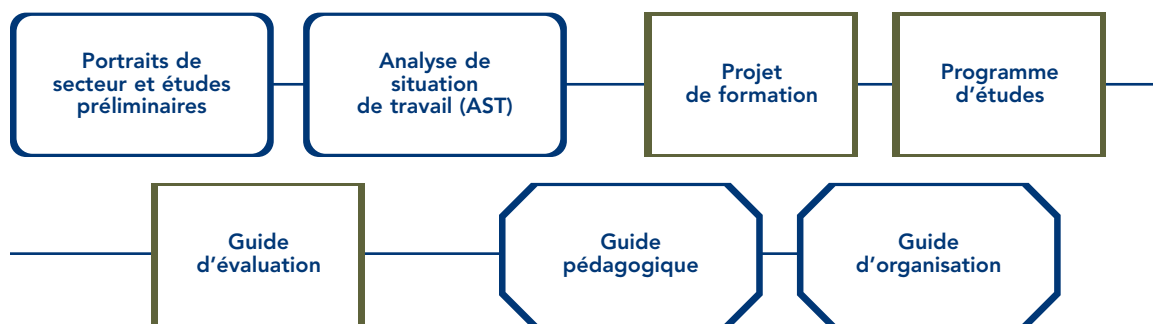 Portraits de
secteur et études
préliminaires
Analyse de
situation
de travail (AST)
Projet
de formation
Programme
d’études
Guide
d’évaluation
Guide
pédagogique
Guide
d’organisation